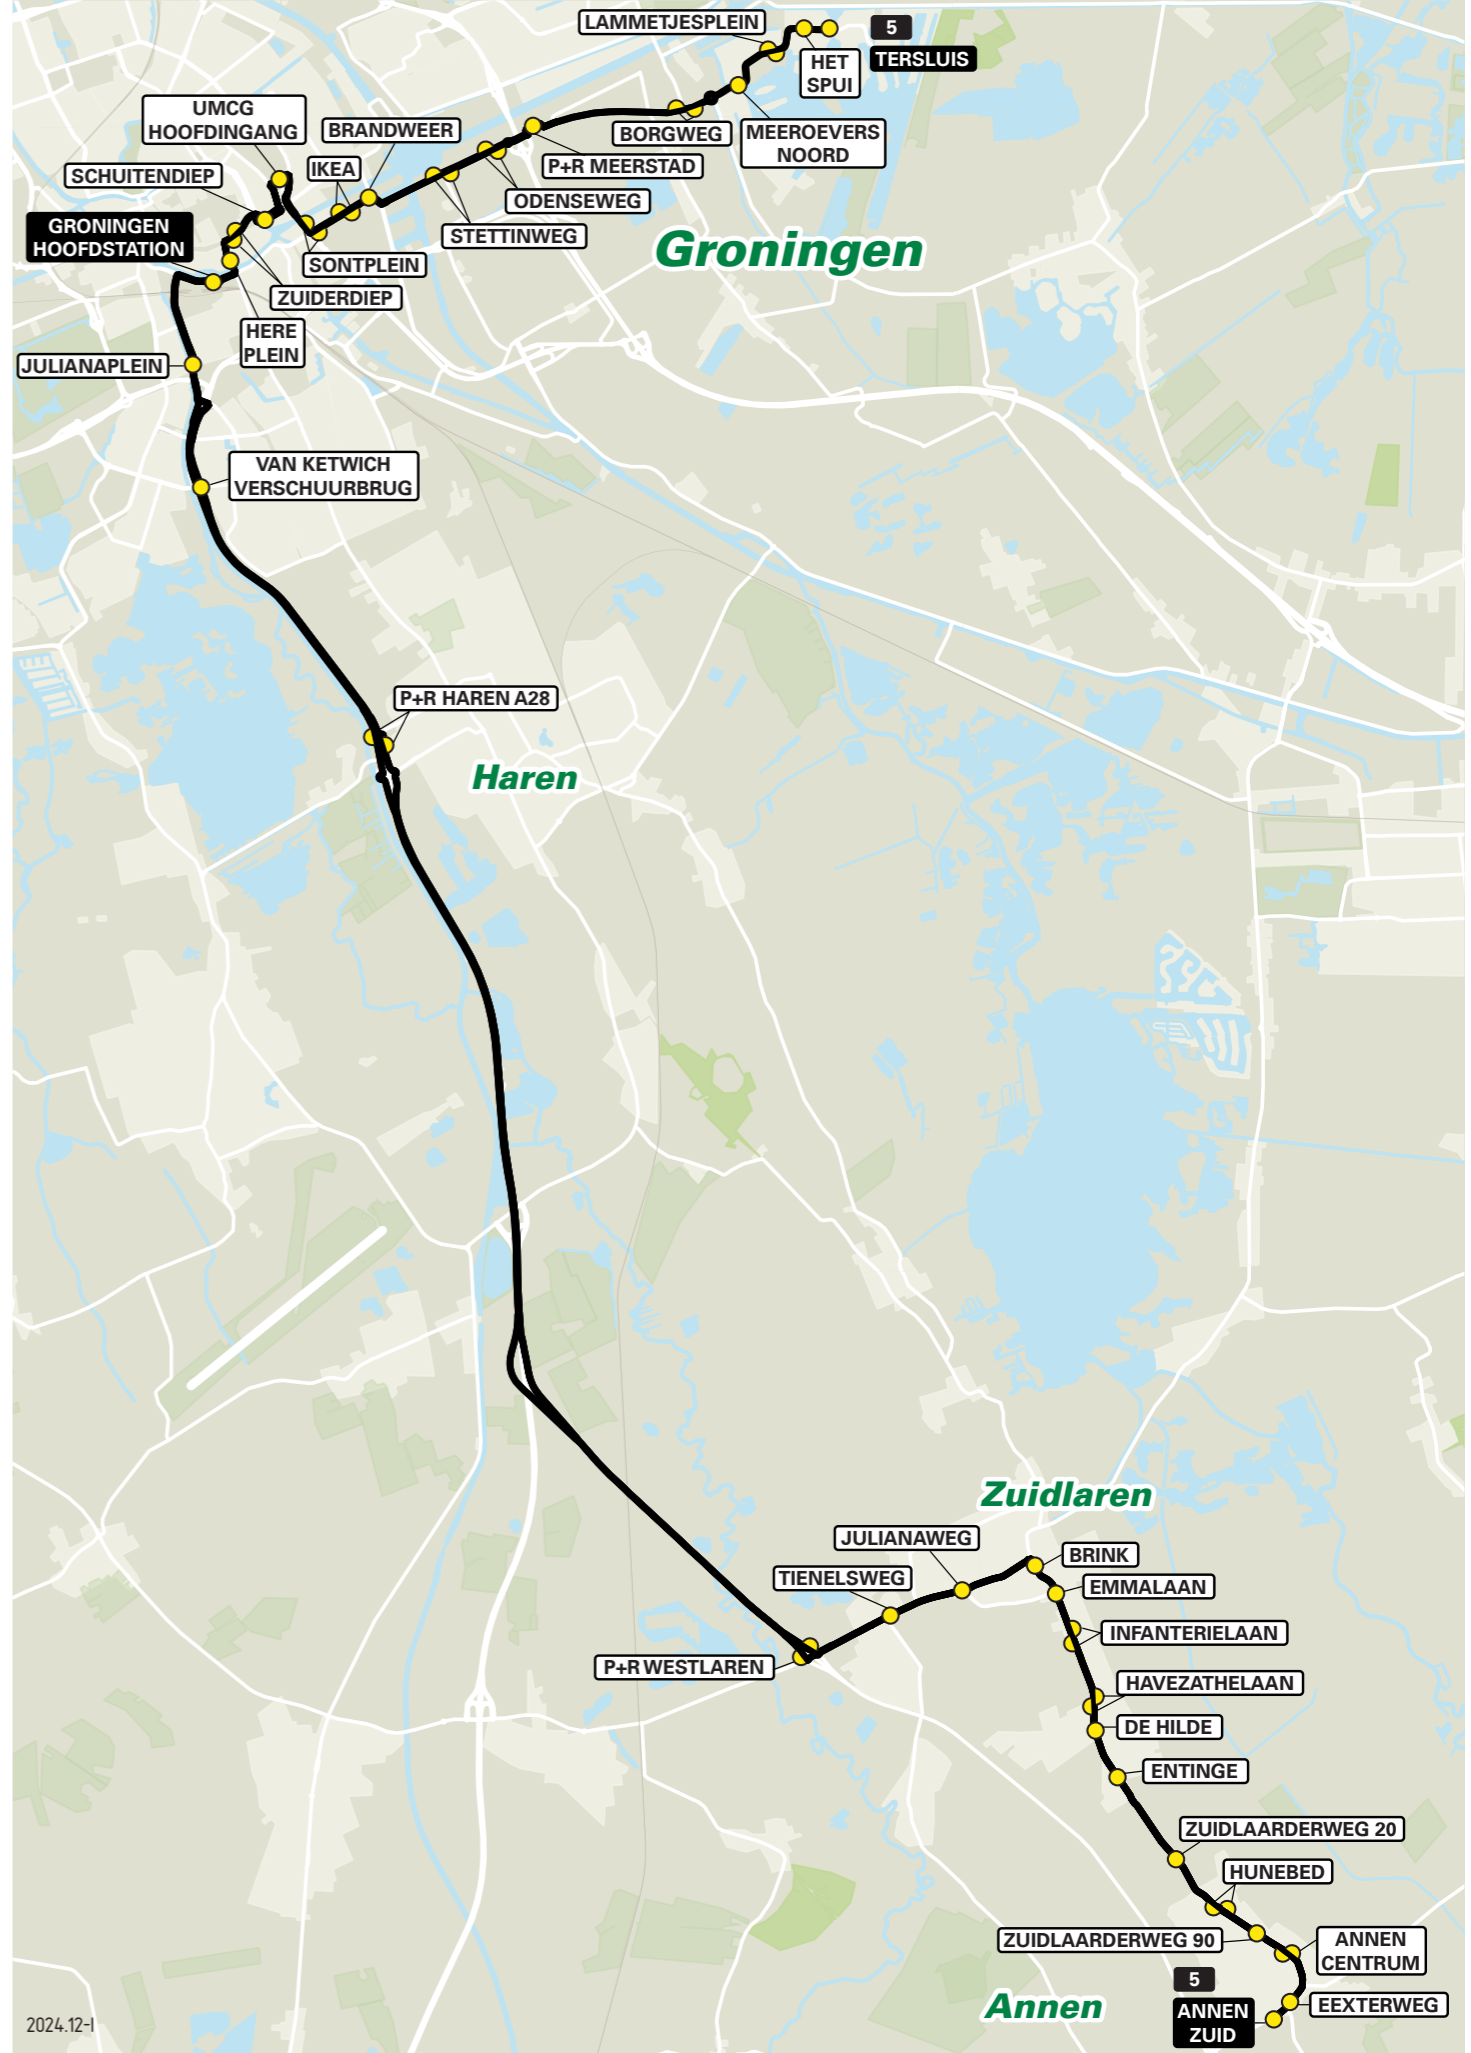 LAMMETJESPLEIN
5
TERSLUIS
HET
SPUI
UMCG
HOOFDINGANG
BRANDWEER
BORGWEG
MEEROEVERS
NOORD
SCHUITENDIEP
IKEA
P+R MEERSTAD
ODENSEWEG
GRONINGEN
HOOFDSTATION
STETTINWEG
Groningen
SONTPLEIN
ZUIDERDIEP
HERE
PLEIN
JULIANAPLEIN
VAN KETWICH
VERSCHUURBRUG
P+R HAREN A28
Haren
Zuidlaren
JULIANAWEG
BRINK
TIENELSWEG
EMMALAAN
INFANTERIELAAN
P+R WESTLAREN
HAVEZATHELAAN
DE HILDE
ENTINGE
ZUIDLAARDERWEG 20
HUNEBED
ZUIDLAARDERWEG 90
ANNEN
CENTRUM
5
Annen
ANNEN
ZUID
EEXTERWEG
2024.12-I